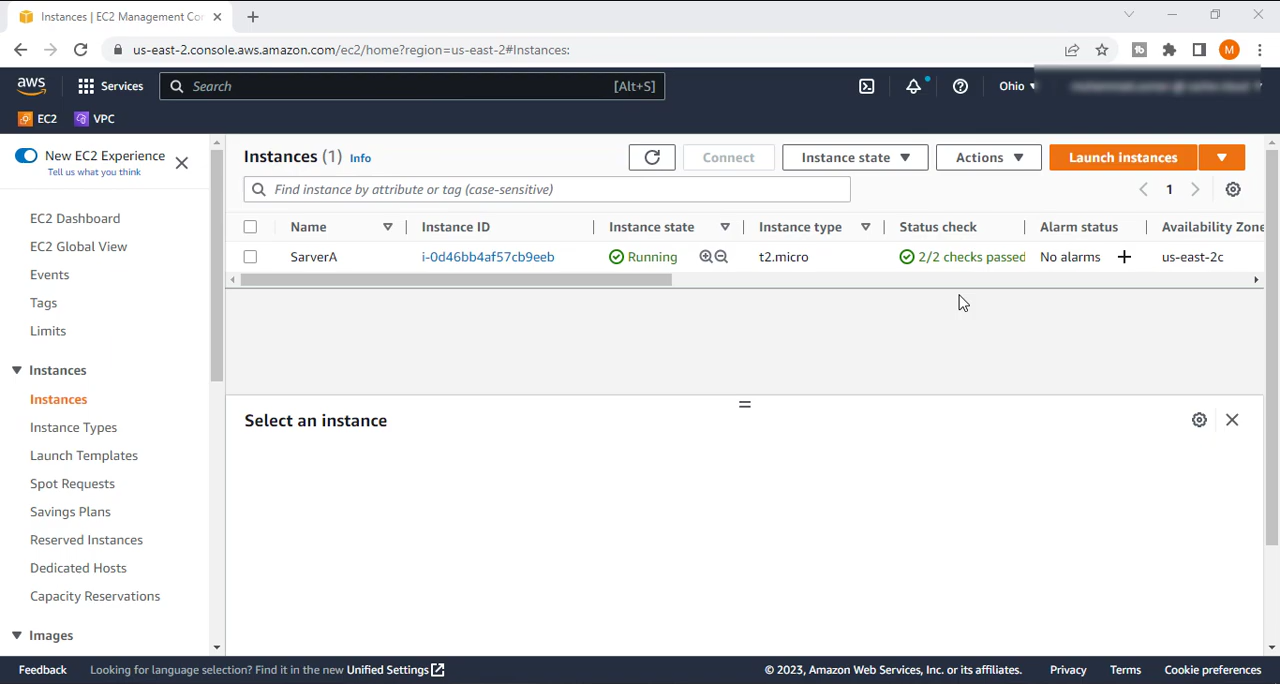 Instances | EC2 Management Cor
us-east-2.console.aws.amazon.com/ec2/home?region=us-east-2#Instances:
M
aws Services Search [Alt+S] Ohio
EC2 VPC
New EC2 Experience
Tell us what you think
EC2 Dashboard
EC2 Global View
Events
Tags
Limits
Instances
Instances
Instance Types
Launch Templates
Spot Requests
Savings Plans
Reserved Instances
Dedicated Hosts
Capacity Reservations
Images
Instances (1) Info Connect Instance state Actions Launch instances
Find instance by attribute or tag (case-sensitive) 1
Name Instance ID Instance state Instance type Status check Alarm status Availability Zone
SarverA i-0d46bb4af57cb9eeb Running t2.micro 2/2 checks passed No alarms + us-east-2c
Select an instance
Feedback Looking for language selection? Find it in the new Unified Settings © 2023, Amazon Web Services, Inc. or its affiliates. Privacy Terms Cookie preferences